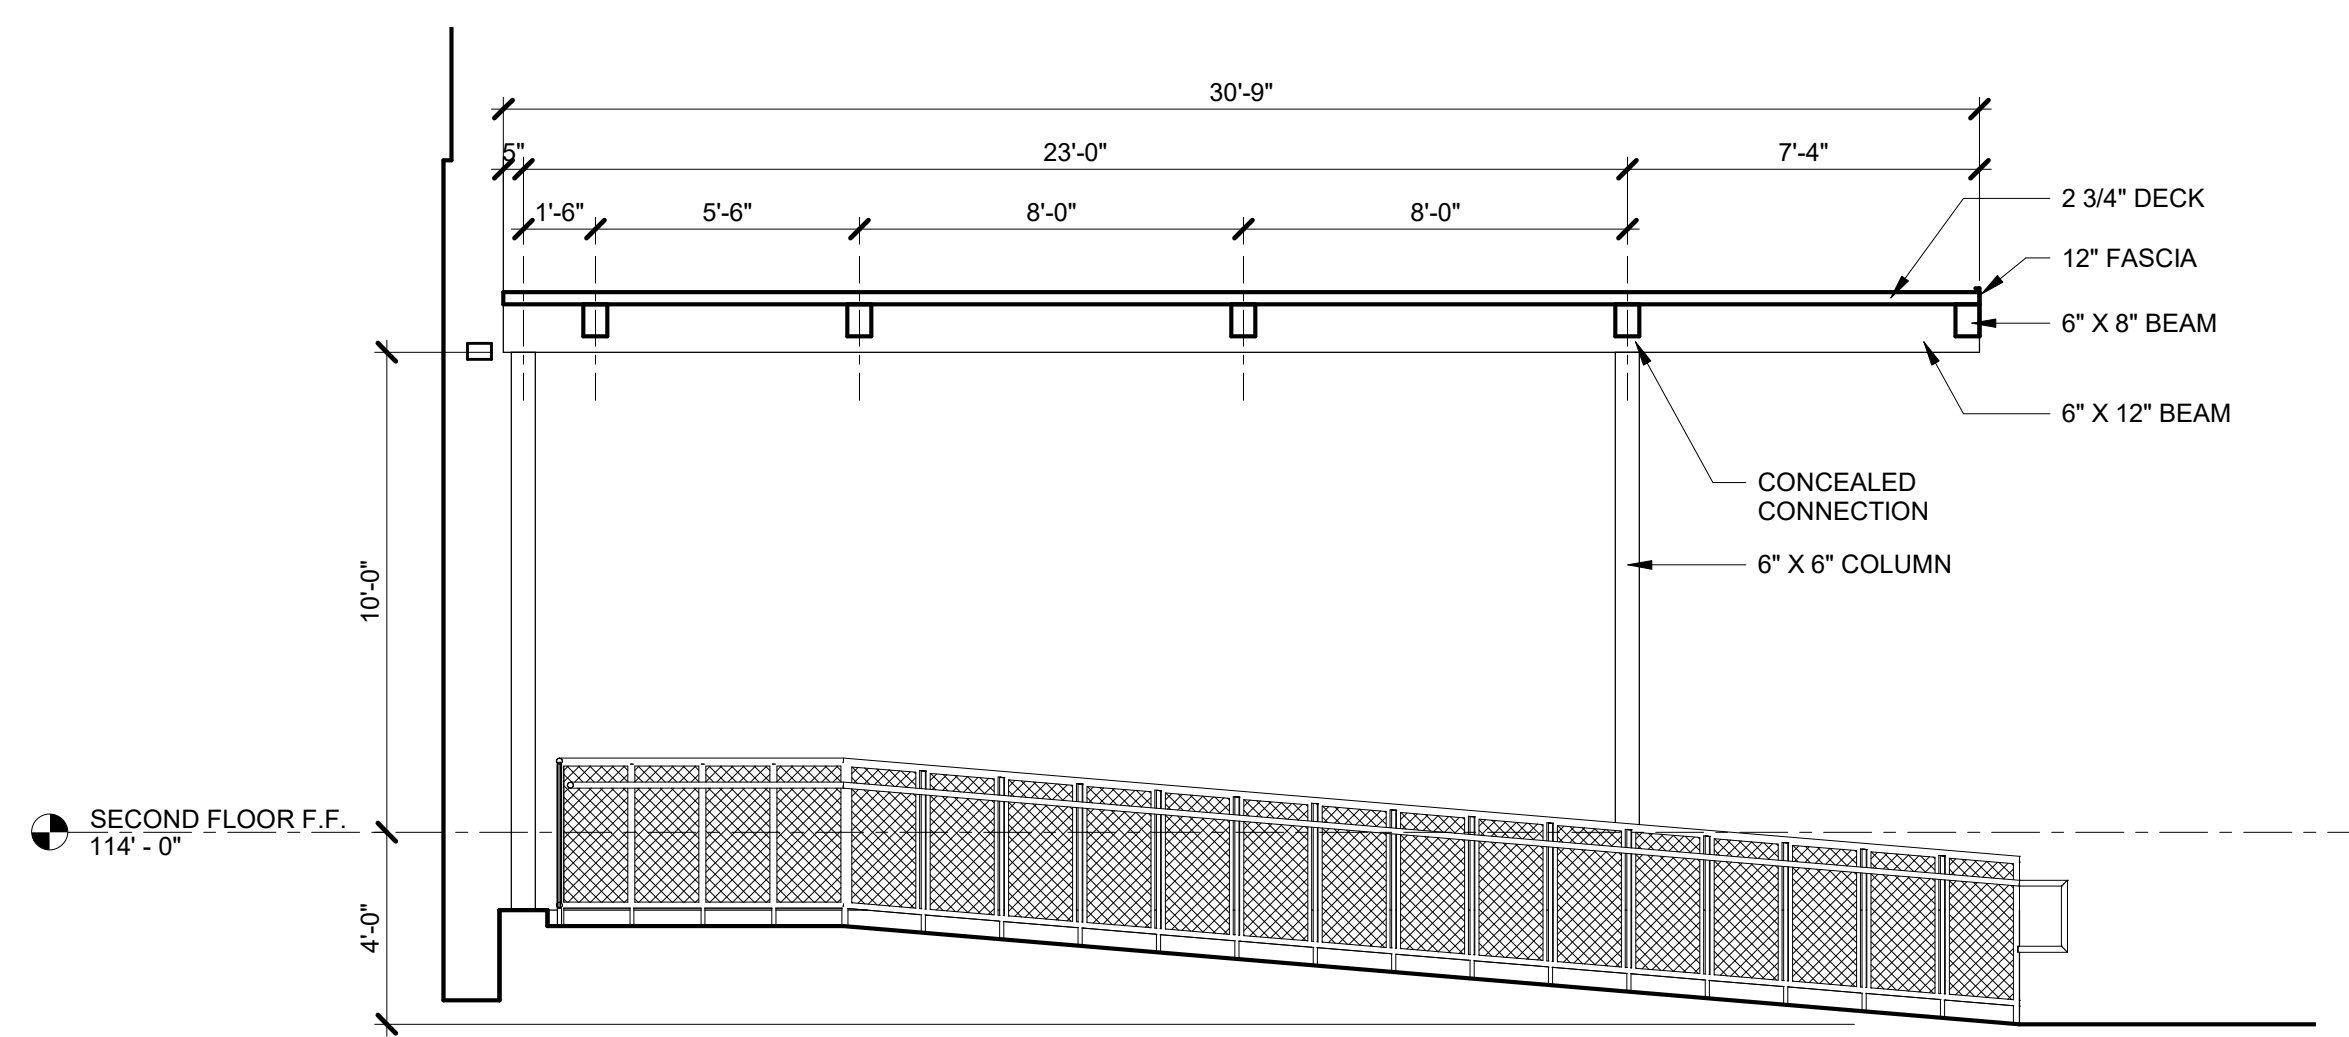 30'-9"
5"
23'-0"
7'-4"
1'-6"
5'-6"
8'-0"
8'-0"
2 3/4" DECK
12" FASCIA
6" X 8" BEAM
6" X 12" BEAM
CONCEALED
CONNECTION
6" X 6" COLUMN
10'-0"
SECOND FLOOR F.F.
114' - 0"
4'-0"